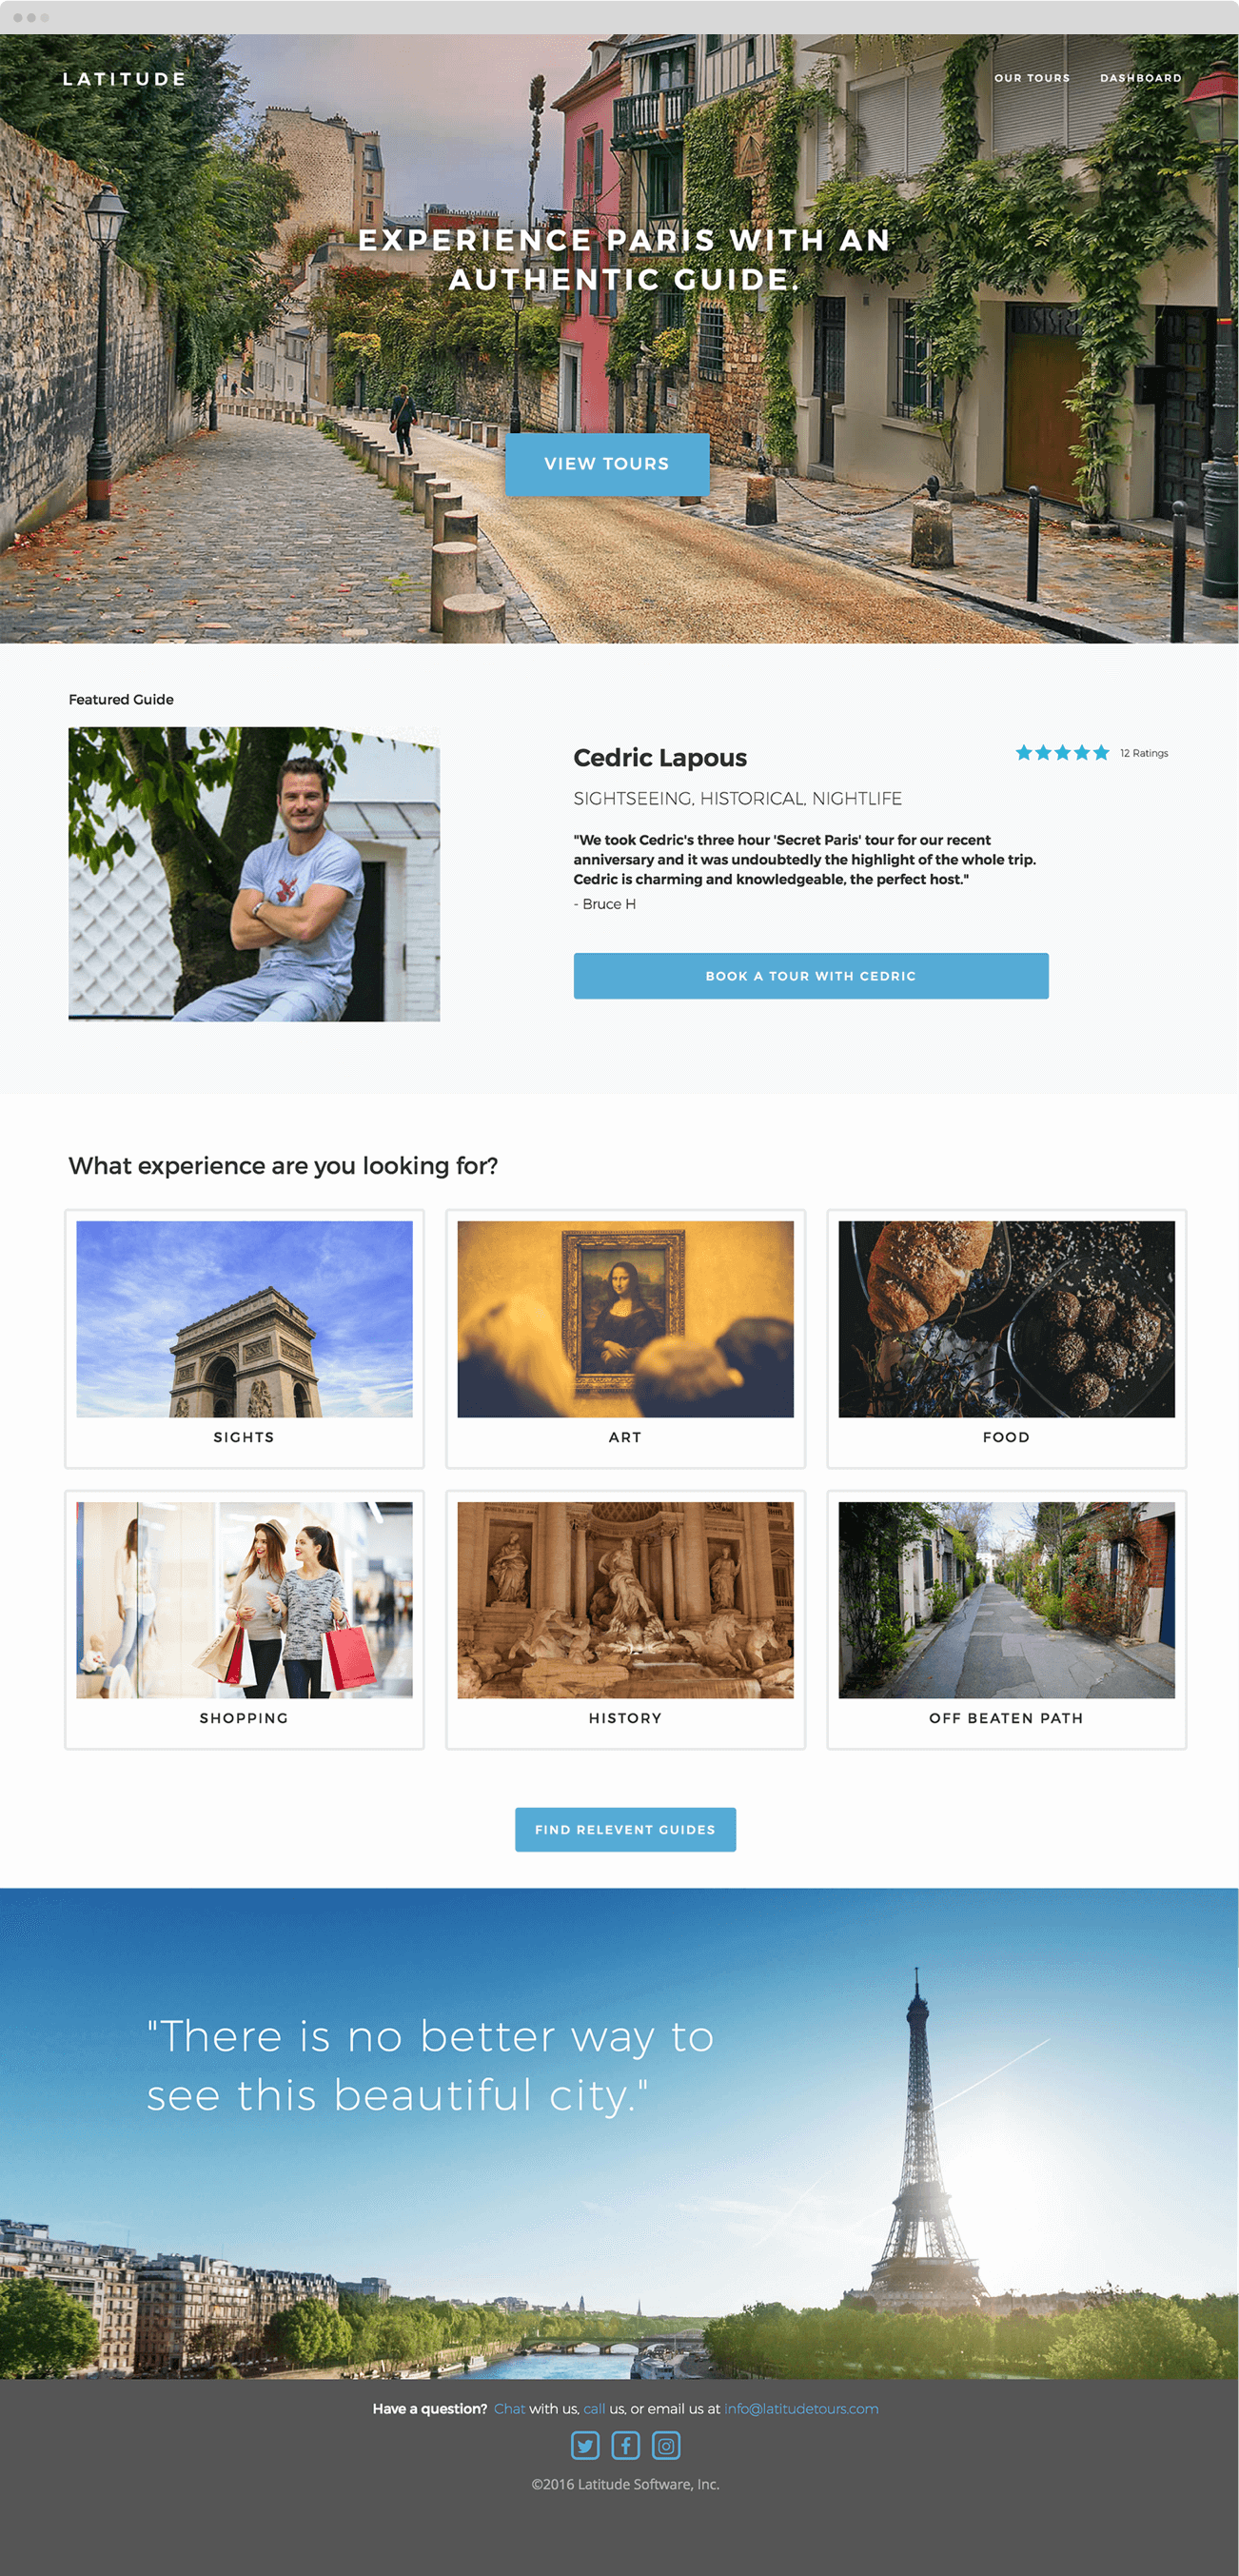 LATITUDE
OUR TOURS
DASHBOARD
EXPERIENCE PARIS WITH AN
AUTHENTIC GUIDE.
VIEW TOURS
Featured Guide
Cedric Lapous
12 Ratings
SIGHTSEEING, HISTORICAL, NIGHTLIFE
"We took Cedric's three hour 'Secret Paris' tour for our recent
anniversary and it was undoubtedly the highlight of the whole trip.
Cedric is charming and knowledgeable, the perfect host."
- Bruce H
BOOK A TOUR WITH CEDRIC
What experience are you looking for?
SIGHTS
ART
FOOD
SHOPPING
HISTORY
OFF BEATEN PATH
FIND RELEVENT GUIDES
"There is no better way to
see this beautiful city."
Have a question? Chat with us, call us, or email us at info@latitudetours.com
©2016 Latitude Software, Inc.